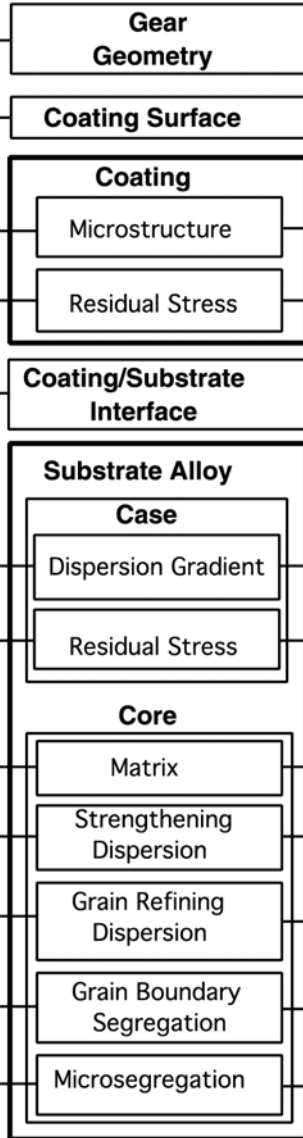 Gear
Geometry
Coating Surface
Coating
Microstructure
Residual Stress
Coating/Substrate
Interface
Substrate Alloy
Case
Dispersion Gradient
Residual Stress
Core
Matrix
Strengthening
Dispersion
Grain Refining
Dispersion
Grain Boundary
Segregation
Microsegregation